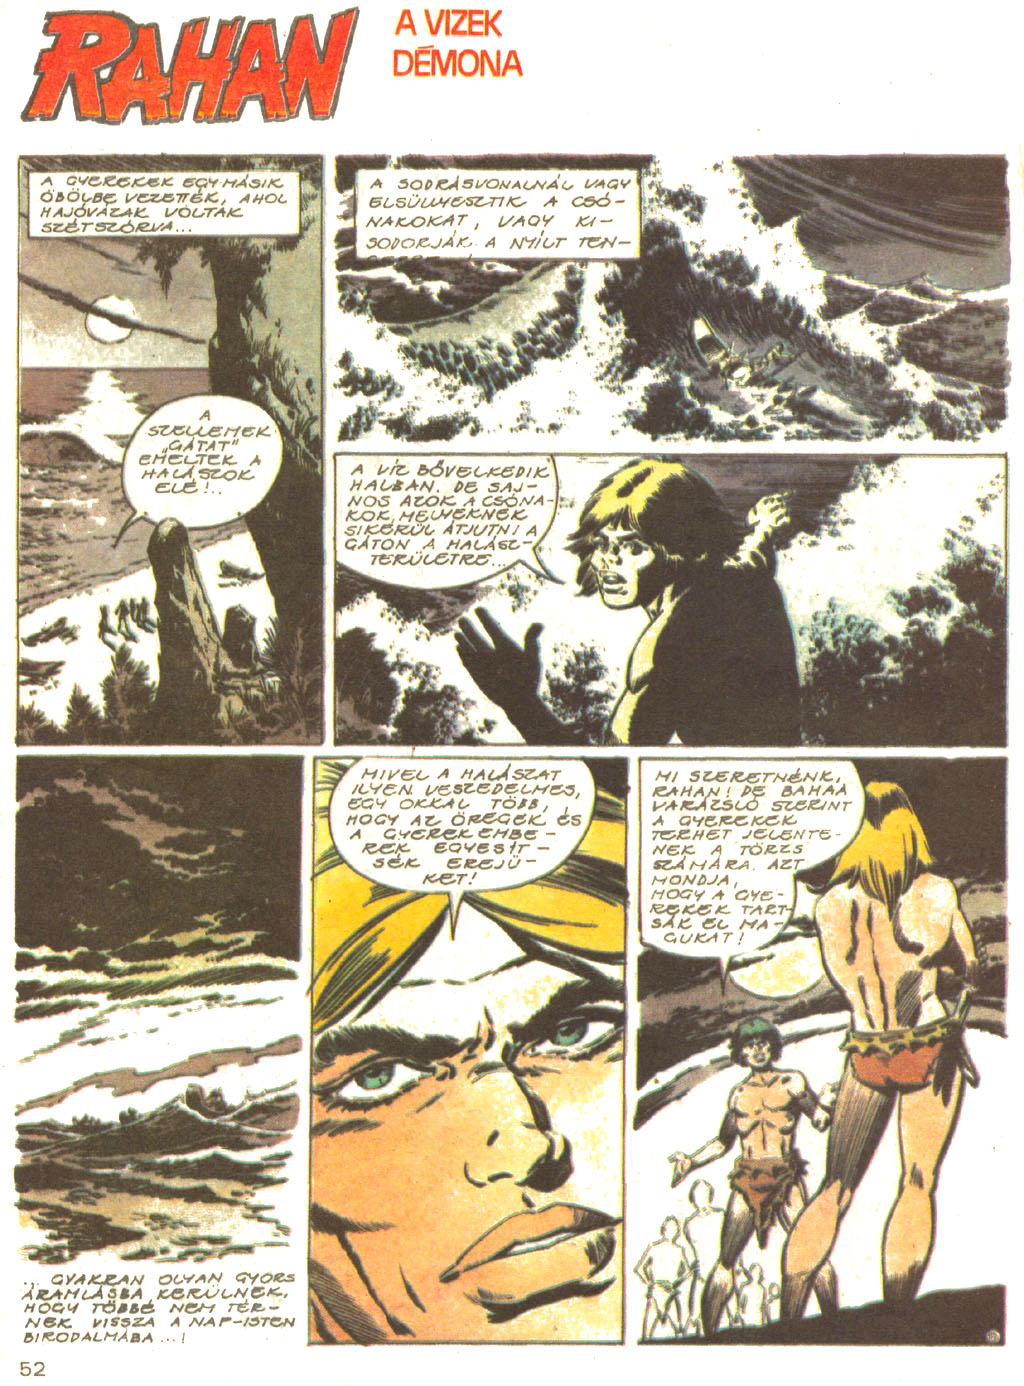 RAHAN
A VIZEK
DÉMONA
A GYEREKEK EGY MÁSIK
ÖBÖLBE VEZETTÉK, AHOL
HAJÓVÁZAK VOLTAK
SZÉTSZÓRVA...
A SODRÁSVONALNÁL VAGY
ELSÜLYESZTIK A CSÓ-
NAKOKAT, VAGY KI-
SODORJÁK A NYÍLT TEN-
A
SZELLEMEK
„GÁTAT"
EMELTEK A
HALÁSZOK
ELÉ!..
A VÍZ BŐVELKEDIK
HALBAN. DE SAJ-
NOS AZOK A CSÓNA-
KOK, MELYEKNEK
SIKERÜL ÁTJUTNI A
GÁTON A HALÁSZ-
TERÜLETRE...
... GYAKRAN OLYAN GYORS
ÁRAMLÁSBA KERÜLNEK,
HOGY TÖBBÉ NEM TÉR-
NEK VISSZA A NAP-ISTEN
BIRODALMÁBA...!
MIVEL A HALÁSZAT
ILYEN VESZEDELMES,
EGY OKKAL TÖBB,
HOGY AZ ÖREGEK ÉS
A GYEREKEMBE-
REK EGYESÍT-
SÉK EREJÜ-
KET!
MI SZERETNÉNK,
RAHAN! DE BAHAA
VARÁZSLÓ SZERINT
A GYEREKEK
TERHET JELENTE-
NEK A TÖRZS
SZÁMÁRA. AZT
MONDJA,
HOGY A GYE-
REKEK TART-
SÁK EL MA-
GUKAT!
52